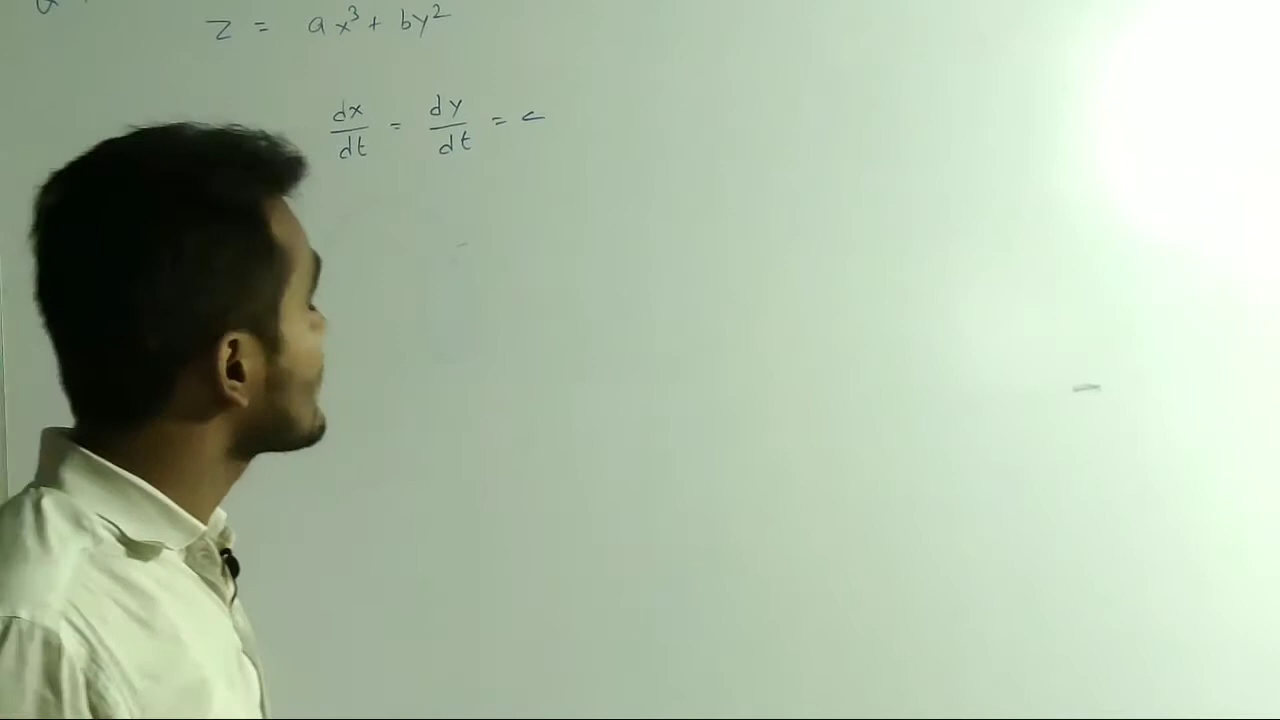 z = ax³ + by²
dx/dt = dy/dt = c